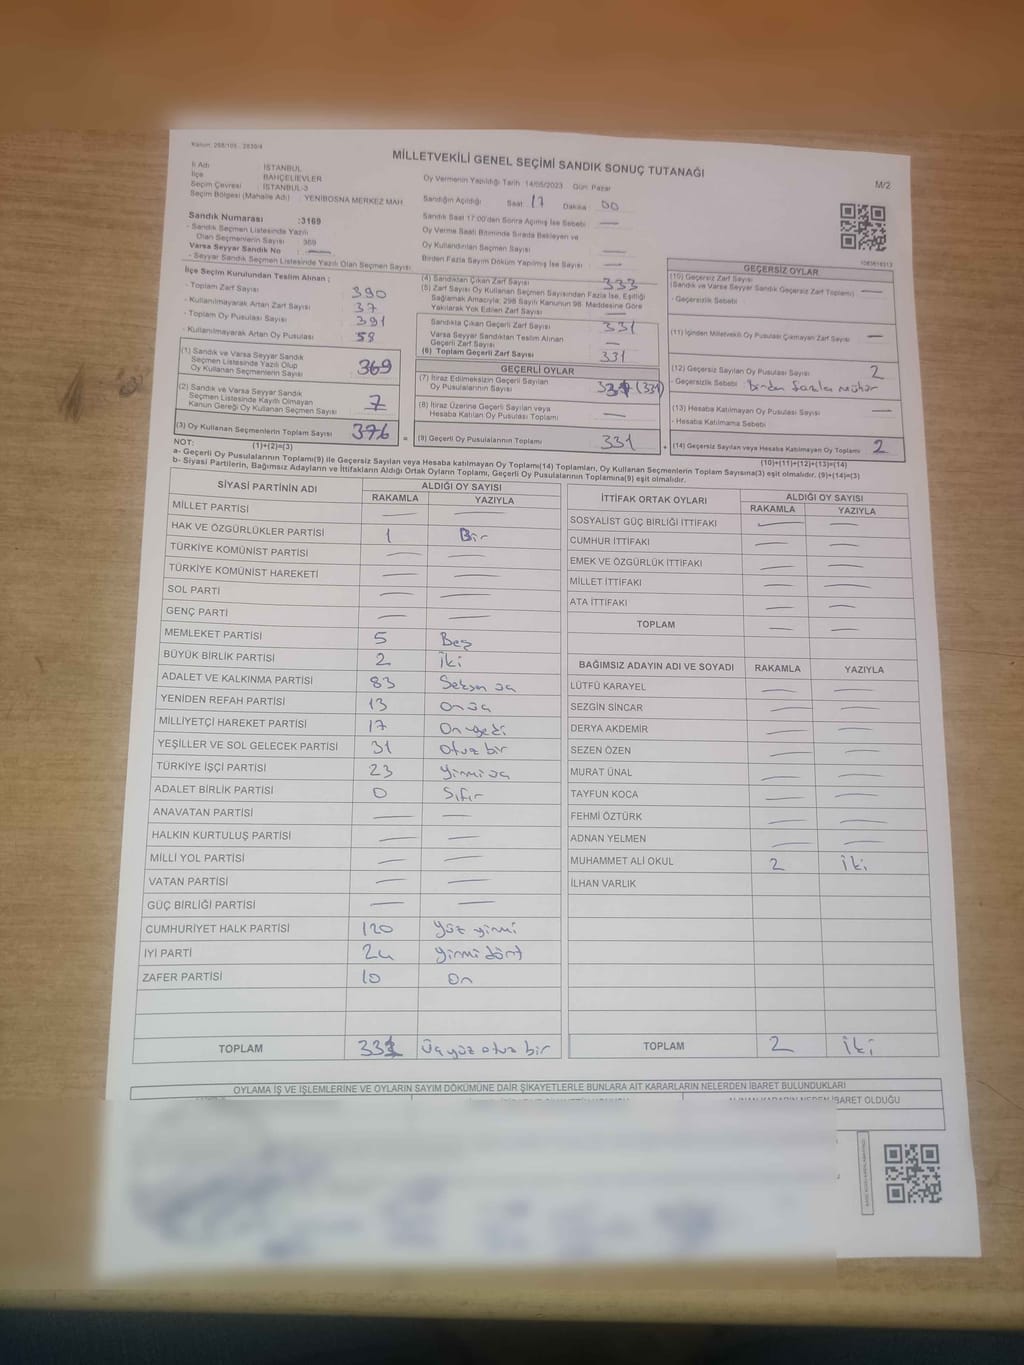 Kanun: 298/105 , 2839/4
MİLLETVEKİLİ GENEL SEÇİMİ SANDIK SONUÇ TUTANAĞI
M/2
İl Adı : İSTANBUL
İlçe : BAHÇELİEVLER
Seçim Çevresi : İSTANBUL-3
Seçim Bölgesi (Mahalle Adı) : YENİBOSNA MERKEZ MAH.
Oy Vermenin Yapıldığı Tarih :14/05/2023 Gün: Pazar
Sandığın Açıldığı Saat 17 Dakika 00
Sandık Saat 17:00'den Sonra Açılmış İse Sebebi : —
Oy Verme Saati Bitiminde Sırada Bekleyen ve
Oy Kullandırılan Seçmen Sayısı —
Birden Fazla Sayım Döküm Yapılmış İse Sayısı —
Sandık Numarası :3169
- Sandık Seçmen Listesinde Yazılı
Olan Seçmenlerin Sayısı : 369
Varsa Seyyar Sandık No : —
- Seyyar Sandık Seçmen Listesinde Yazılı Olan Seçmen Sayısı:
İlçe Seçim Kurulundan Teslim Alınan ;
- Toplam Zarf Sayısı : 390
- Kullanılmayarak Artan Zarf Sayısı : 37
- Toplam Oy Pusulası Sayısı : 391
- Kullanılmayarak Artan Oy Pusulası : 58
(1) Sandık ve Varsa Seyyar Sandık
Seçmen Listesinde Yazılı Olup
Oy Kullanan Seçmenlerin Sayısı 369
(2) Sandık ve Varsa Seyyar Sandık
Seçmen Listesinde Kayıtlı Olmayan
Kanun Gereği Oy Kullanan Seçmen Sayısı 7
(3) Oy Kullanan Seçmenlerin Toplam Sayısı 376
(1)+(2)=(3)
(4) Sandıktan Çıkan Zarf Sayısı : 333
(5) Zarf Sayısı Oy Kullanan Seçmen Sayısından Fazla İse, Eşitliği
Sağlamak Amacıyla; 298 Sayılı Kanunun 98. Maddesine Göre
Yakılarak Yok Edilen Zarf Sayısı —
Sandıkta Çıkan Geçerli Zarf Sayısı : 331
Varsa Seyyar Sandıktan Teslim Alınan
Geçerli Zarf Sayısı —
(6) Toplam Geçerli Zarf Sayısı : 331
GEÇERLİ OYLAR
(7) İtiraz Edilmeksizin Geçerli Sayılan
Oy Pusulalarının Sayısı : 331 (331)
(8) İtiraz Üzerine Geçerli Sayılan veya
Hesaba Katılan Oy Pusulası Toplamı —
= (9) Geçerli Oy Pusulalarının Toplamı 331
GEÇERSİZ OYLAR
(10) Geçersiz Zarf Sayısı
(Sandık ve Varsa Seyyar Sandık Geçersiz Zarf Toplamı) —
- Geçersizlik Sebebi
(11) İçinden Milletvekili Oy Pusulası Çıkmayan Zarf Sayısı —
(12) Geçersiz Sayılan Oy Pusulası Sayısı : 2
- Geçersizlik Sebebi birden fazla mühür
(13) Hesaba Katılmayan Oy Pusulası Sayısı —
- Hesaba Katılmama Sebebi
+ (14) Geçersiz Sayılan veya Hesaba Katılmayan Oy Toplamı 2
(10)+(11)+(12)+(13)=(14)
NOT:
a- Geçerli Oy Pusulalarının Toplamı(9) ile Geçersiz Sayılan veya Hesaba katılmayan Oy Toplamı(14) Toplamları, Oy Kullanan Seçmenlerin Toplam Sayısına(3) eşit olmalıdır. (9)+(14)=(3)
b- Siyasi Partilerin, Bağımsız Adayların ve İttifakların Aldığı Ortak Oyların Toplamı, Geçerli Oy Pusulalarının Toplamına(9) eşit olmalıdır.
SİYASİ PARTİNİN ADI ALDIĞI OY SAYISI
RAKAMLA YAZIYLA
MİLLET PARTİSİ — —
HAK VE ÖZGÜRLÜKLER PARTİSİ 1 Bir
TÜRKİYE KOMÜNİST PARTİSİ — —
TÜRKİYE KOMÜNİST HAREKETİ — —
SOL PARTİ — —
GENÇ PARTİ — —
MEMLEKET PARTİSİ 5 Beş
BÜYÜK BİRLİK PARTİSİ 2 İki
ADALET VE KALKINMA PARTİSİ 83 Seksen üç
YENİDEN REFAH PARTİSİ 13 onüç
MİLLİYETÇİ HAREKET PARTİSİ 17 On yedi
YEŞİLLER VE SOL GELECEK PARTİSİ 31 otuz bir
TÜRKİYE İŞÇİ PARTİSİ 23 yirmi üç
ADALET BİRLİK PARTİSİ 0 Sıfır
ANAVATAN PARTİSİ — —
HALKIN KURTULUŞ PARTİSİ — —
MİLLİ YOL PARTİSİ — —
VATAN PARTİSİ — —
GÜÇ BİRLİĞİ PARTİSİ — —
CUMHURİYET HALK PARTİSİ 120 yüz yirmi
İYİ PARTİ 24 yirmi dört
ZAFER PARTİSİ 10 On
TOPLAM 331 üç yüz otuz bir
İTTİFAK ORTAK OYLARI ALDIĞI OY SAYISI
RAKAMLA YAZIYLA
SOSYALİST GÜÇ BİRLİĞİ İTTİFAKI — —
CUMHUR İTTİFAKI — —
EMEK VE ÖZGÜRLÜK İTTİFAKI — —
MİLLET İTTİFAKI — —
ATA İTTİFAKI — —
TOPLAM — —
BAĞIMSIZ ADAYIN ADI VE SOYADI RAKAMLA YAZIYLA
LÜTFÜ KARAYEL — —
SEZGİN SİNCAR — —
DERYA AKDEMİR — —
SEZEN ÖZEN — —
MURAT ÜNAL — —
TAYFUN KOCA — —
FEHMİ ÖZTÜRK — —
ADNAN YELMEN — —
MUHAMMET ALİ OKUL 2 iki
İLHAN VARLIK
TOPLAM 2 iki
OYLAMA İŞ VE İŞLEMLERİNE VE OYLARIN SAYIM DÖKÜMÜNE DAİR ŞİKAYETLERLE BUNLARA AİT KARARLARIN NELERDEN İBARET BULUNDUKLARI
ALINAN KARARIN NEDEN İBARET OLDUĞU